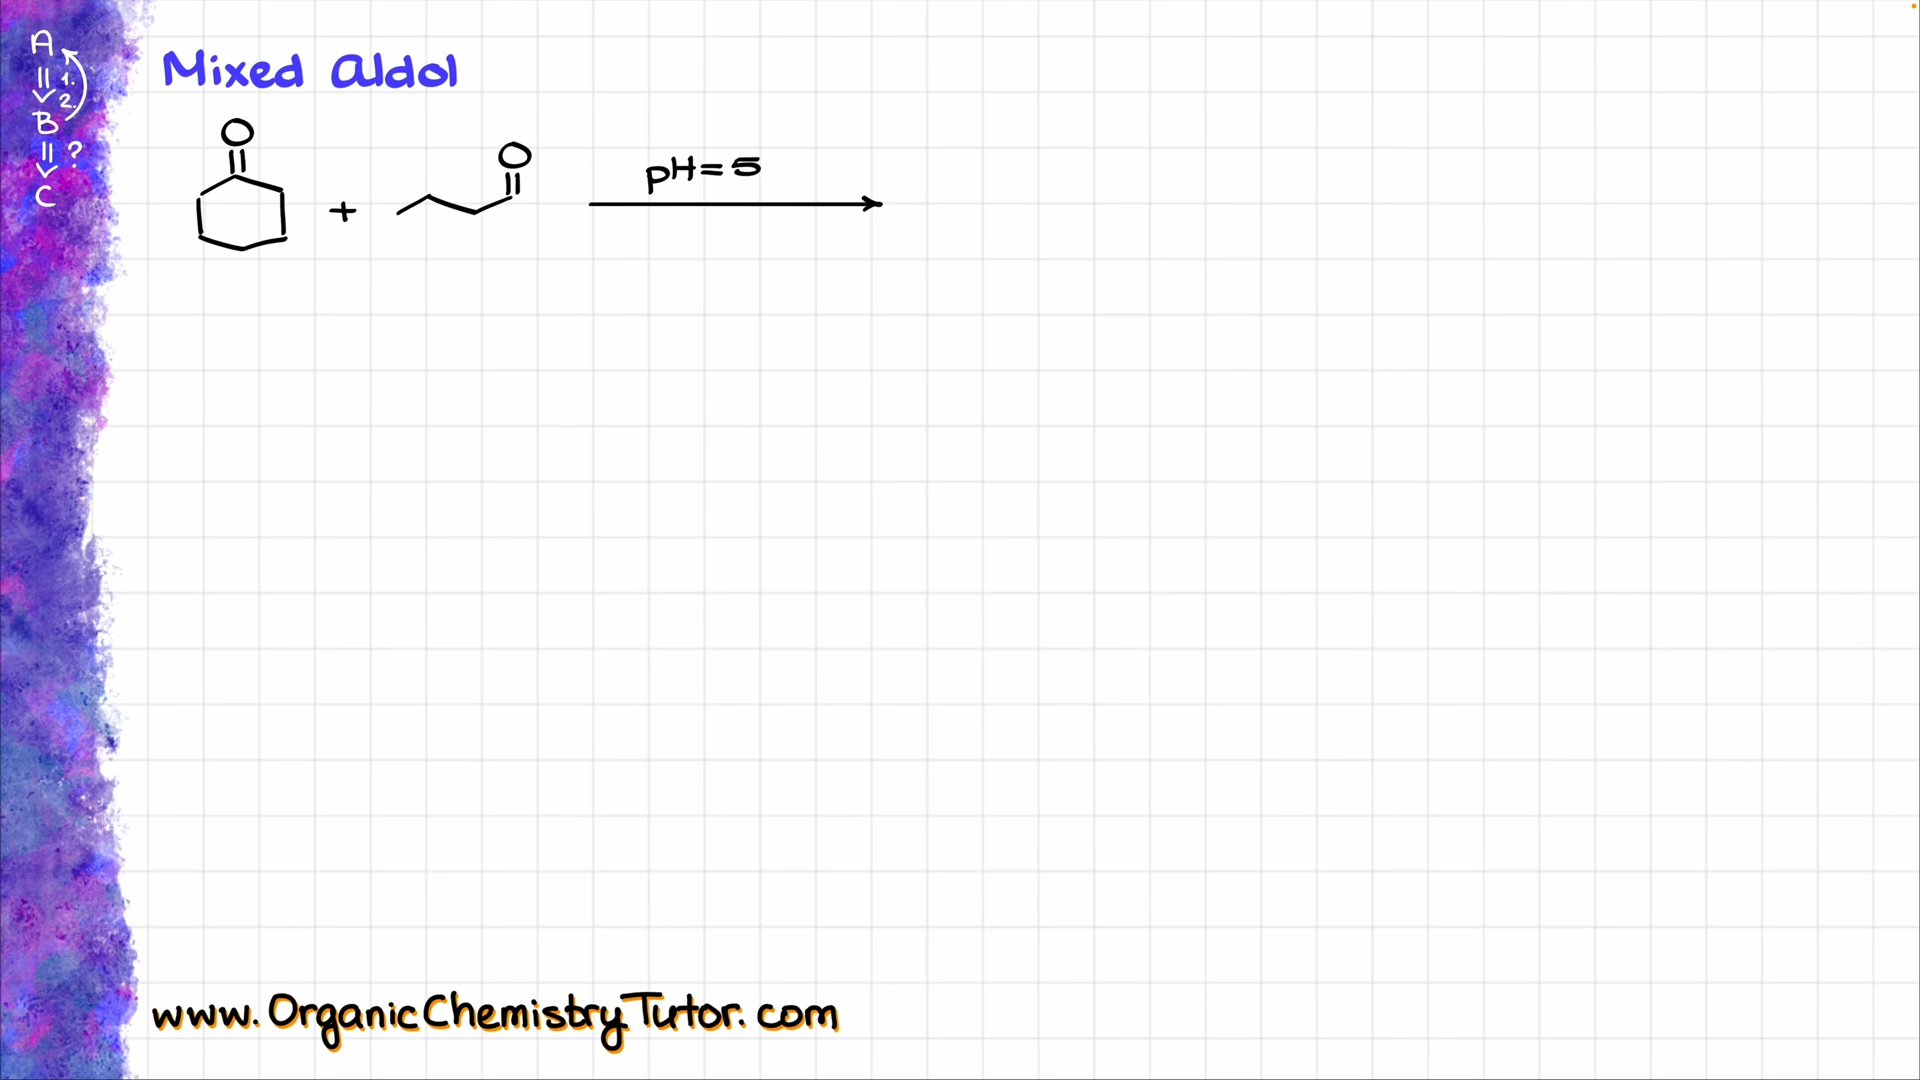 A
1.
2.
B
?
C
Mixed aldol
O
O
+
pH = 5
www.OrganicChemistryTutor.com